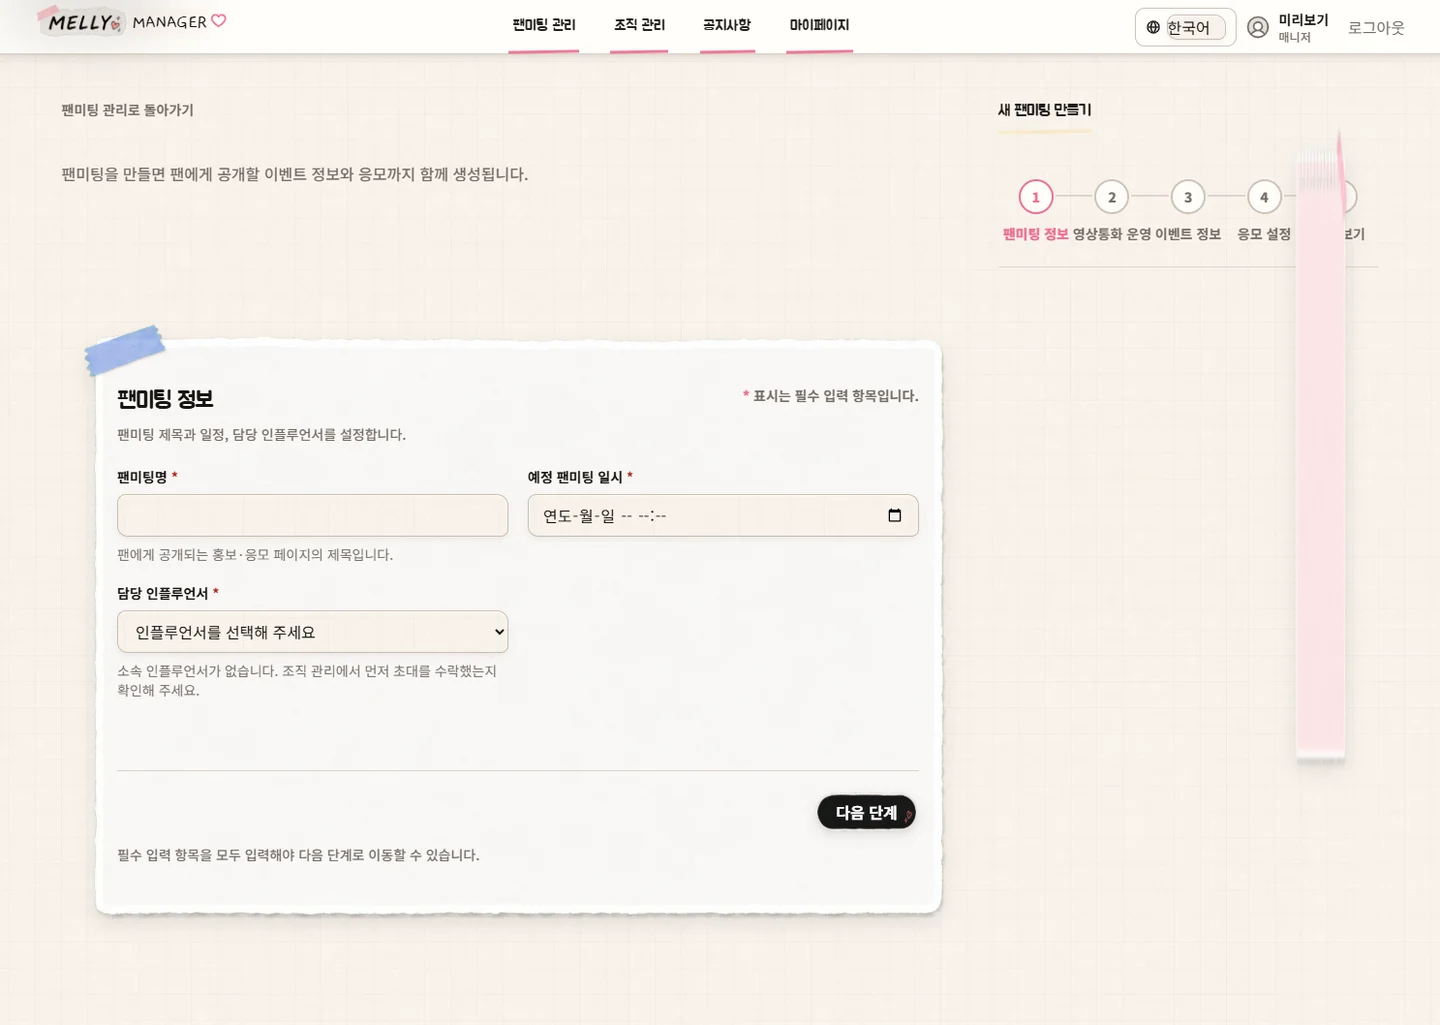 MELLY MANAGER
팬미팅 관리
조직 관리
공지사항
마이페이지
한국어
미리보기
매니저
로그아웃
팬미팅 관리로 돌아가기
팬미팅을 만들면 팬에게 공개할 이벤트 정보와 응모까지 함께 생성됩니다.
새 팬미팅 만들기
1 2 3 4
팬미팅 정보 영상통화 운영 이벤트 정보 응모 설정 보기
팬미팅 정보
* 표시는 필수 입력 항목입니다.
팬미팅 제목과 일정, 담당 인플루언서를 설정합니다.
팬미팅명 *
예정 팬미팅 일시 *
연도-월-일 -- --:--
팬에게 공개되는 홍보·응모 페이지의 제목입니다.
담당 인플루언서 *
인플루언서를 선택해 주세요
소속 인플루언서가 없습니다. 조직 관리에서 먼저 초대를 수락했는지
확인해 주세요.
다음 단계
필수 입력 항목을 모두 입력해야 다음 단계로 이동할 수 있습니다.